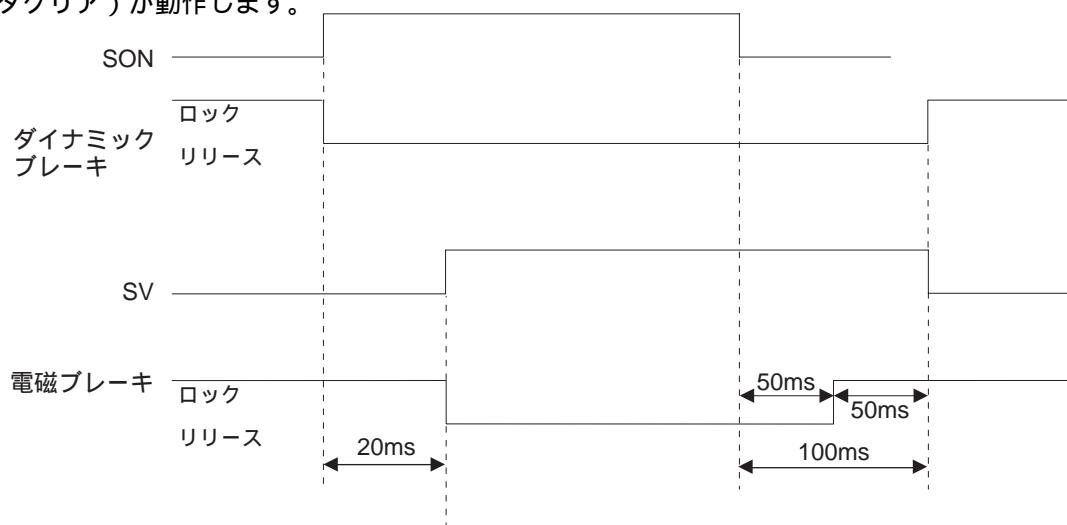 タクリア）が動作します。
SON
ロック
ダイナミック
ブレーキ
リリース
SV
電磁ブレーキ
ロック
リリース
20ms
50ms
50ms
100ms